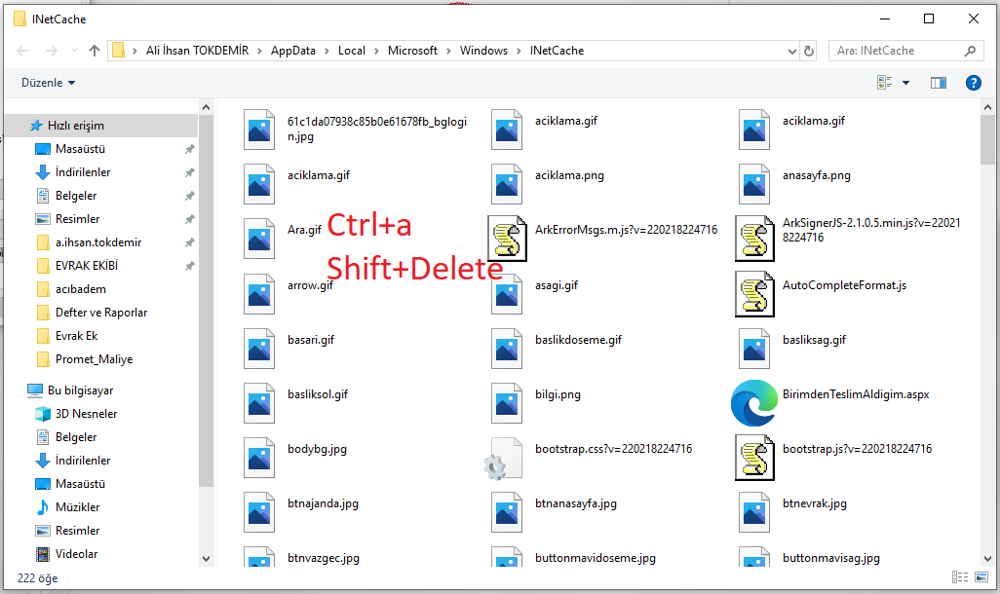 INetCache
Ali İhsan TOKDEMİR > AppData > Local > Microsoft > Windows > INetCache
Ara: INetCache
Düzenle
?
Hızlı erişim
Masaüstü
İndirilenler
Belgeler
Resimler
a.ihsan.tokdemir
EVRAK EKİBİ
acıbadem
Defter ve Raporlar
Evrak Ek
Promet_Maliye
Bu bilgisayar
3D Nesneler
Belgeler
İndirilenler
Masaüstü
Müzikler
Resimler
Videolar
61c1da07938c85b0e61678fb_bglogi
n.jpg
aciklama.gif
aciklama.gif
aciklama.gif
aciklama.png
anasayfa.png
Ara.gif
Ctrl+a
ArkErrorMsgs.m.js?v=220218224716
ArkSignerJS-2.1.0.5.min.js?v=22021
8224716
Shift+Delete
arrow.gif
asagi.gif
AutoCompleteFormat.js
basari.gif
baslikdoseme.gif
basliksag.gif
basliksol.gif
bilgi.png
BirimdenTeslimAldigim.aspx
bodybg.jpg
bootstrap.css?v=220218224716
bootstrap.js?v=220218224716
btnajanda.jpg
btnanasayfa.jpg
btnevrak.jpg
btnvazgec.jpg
buttonmavidoseme.jpg
buttonmavisag.jpg
222 öğe